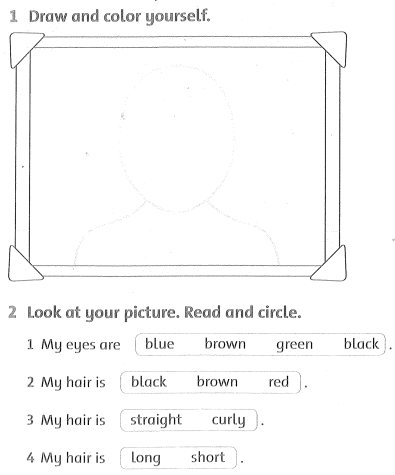 1 Draw and color yourself.
2 Look at your picture. Read and circle.
1 My eyes are blue brown green black .
2 My hair is black brown red .
3 My hair is straight curly .
4 My hair is long short .